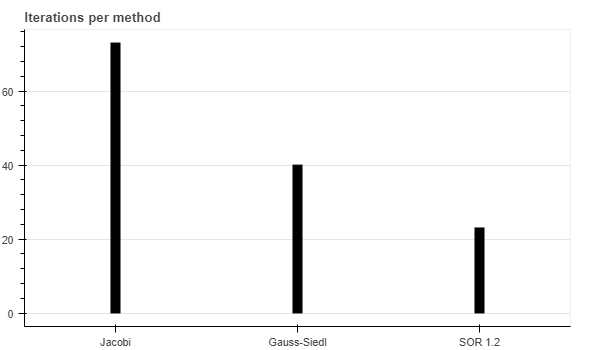 Iterations per method
60
40
20
0
Jacobi
Gauss-Siedl
SOR 1.2